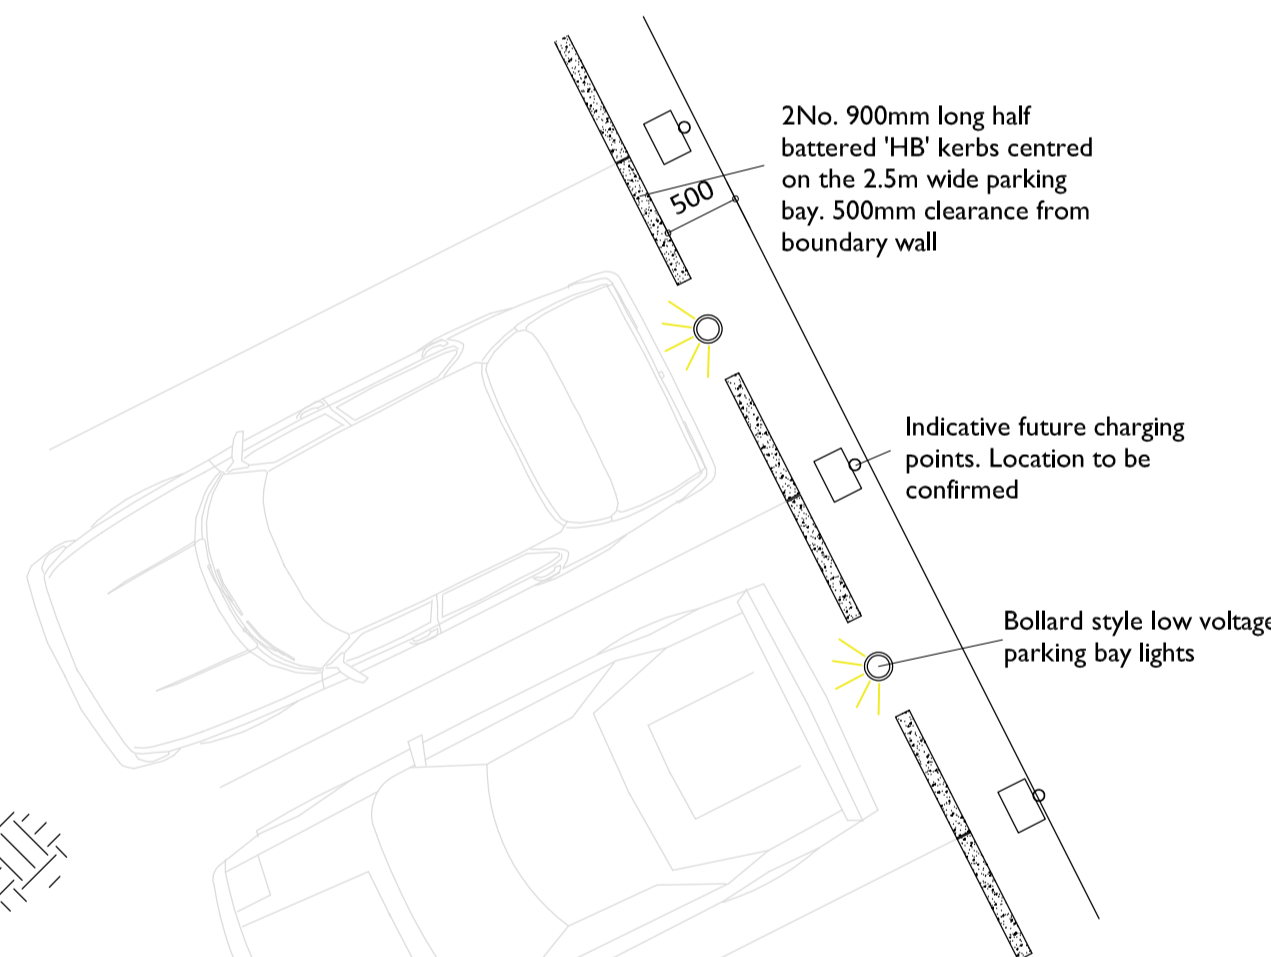 2No. 900mm long half
battered 'HB' kerbs centred
on the 2.5m wide parking
bay. 500mm clearance from
boundary wall
500
Indicative future charging
points. Location to be
confirmed
Bollard style low voltage
parking bay lights